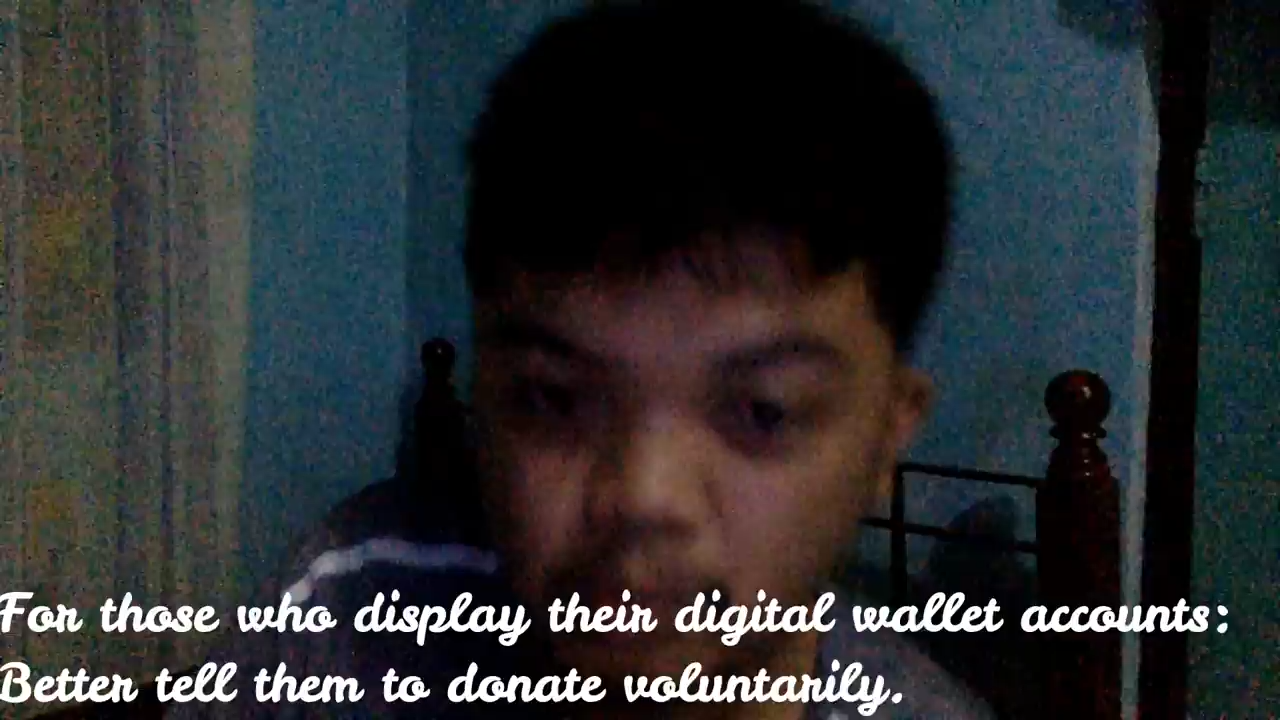 For those who display their digital wallet accounts:
Better tell them to donate voluntarily.